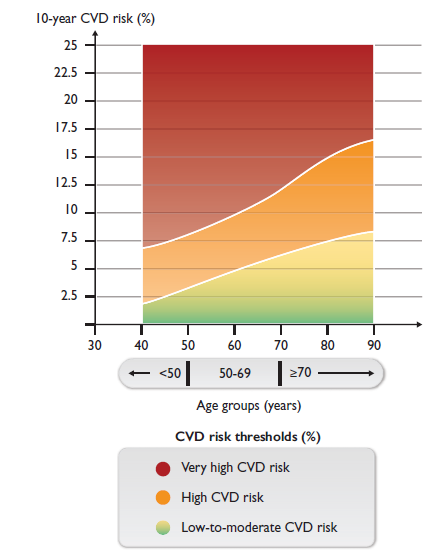 10-year CVD risk (%)
25
22.5
20
17.5
15
12.5
10
7.5
5
2.5
30 40 50 60 70 80 90
<50 50-69 ≥70
Age groups (years)
CVD risk thresholds (%)
Very high CVD risk
High CVD risk
Low-to-moderate CVD risk